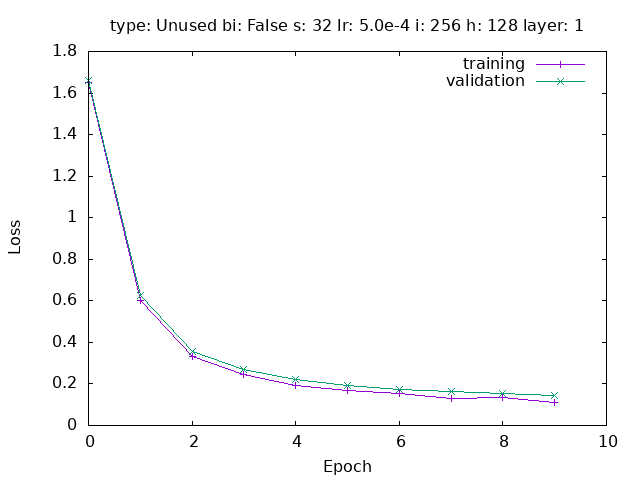 type: Unused bi: False s: 32 lr: 5.0e-4 i: 256 h: 128 layer: 1
training
validation
1.8
1.6
1.4
1.2
1
0.8
0.6
0.4
0.2
0
Loss
0 2 4 6 8 10
Epoch